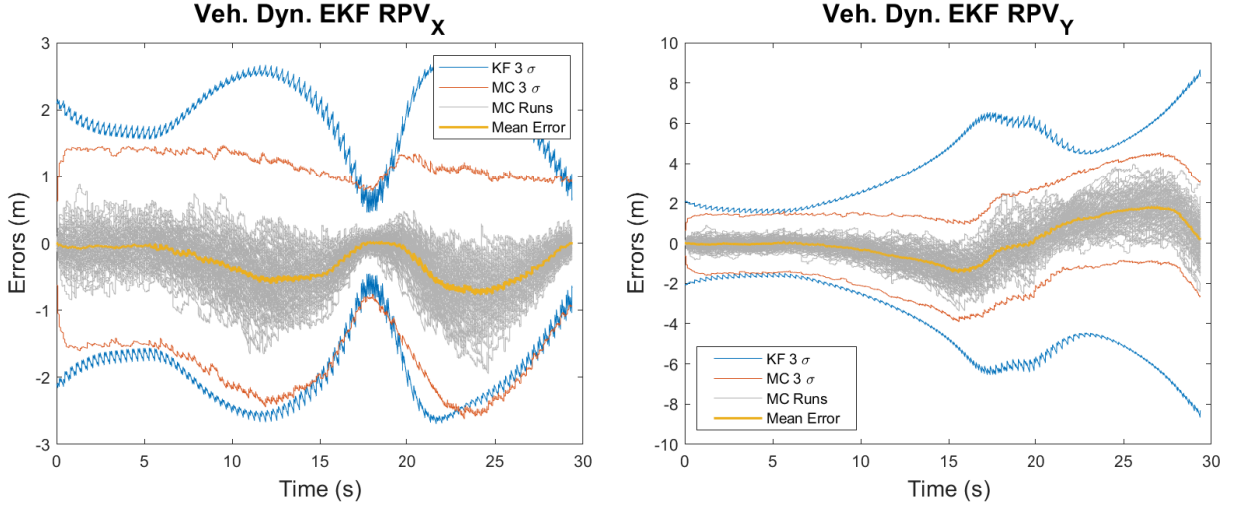 Veh. Dyn. EKF RPV_X
3
2
1
0
-1
-2
-3
Errors (m)
0
5
10
15
20
25
30
Time (s)
KF 3 σ
MC 3 σ
MC Runs
Mean Error
Veh. Dyn. EKF RPV_Y
10
8
6
4
2
0
-2
-4
-6
-8
-10
Errors (m)
0
5
10
15
20
25
30
Time (s)
KF 3 σ
MC 3 σ
MC Runs
Mean Error